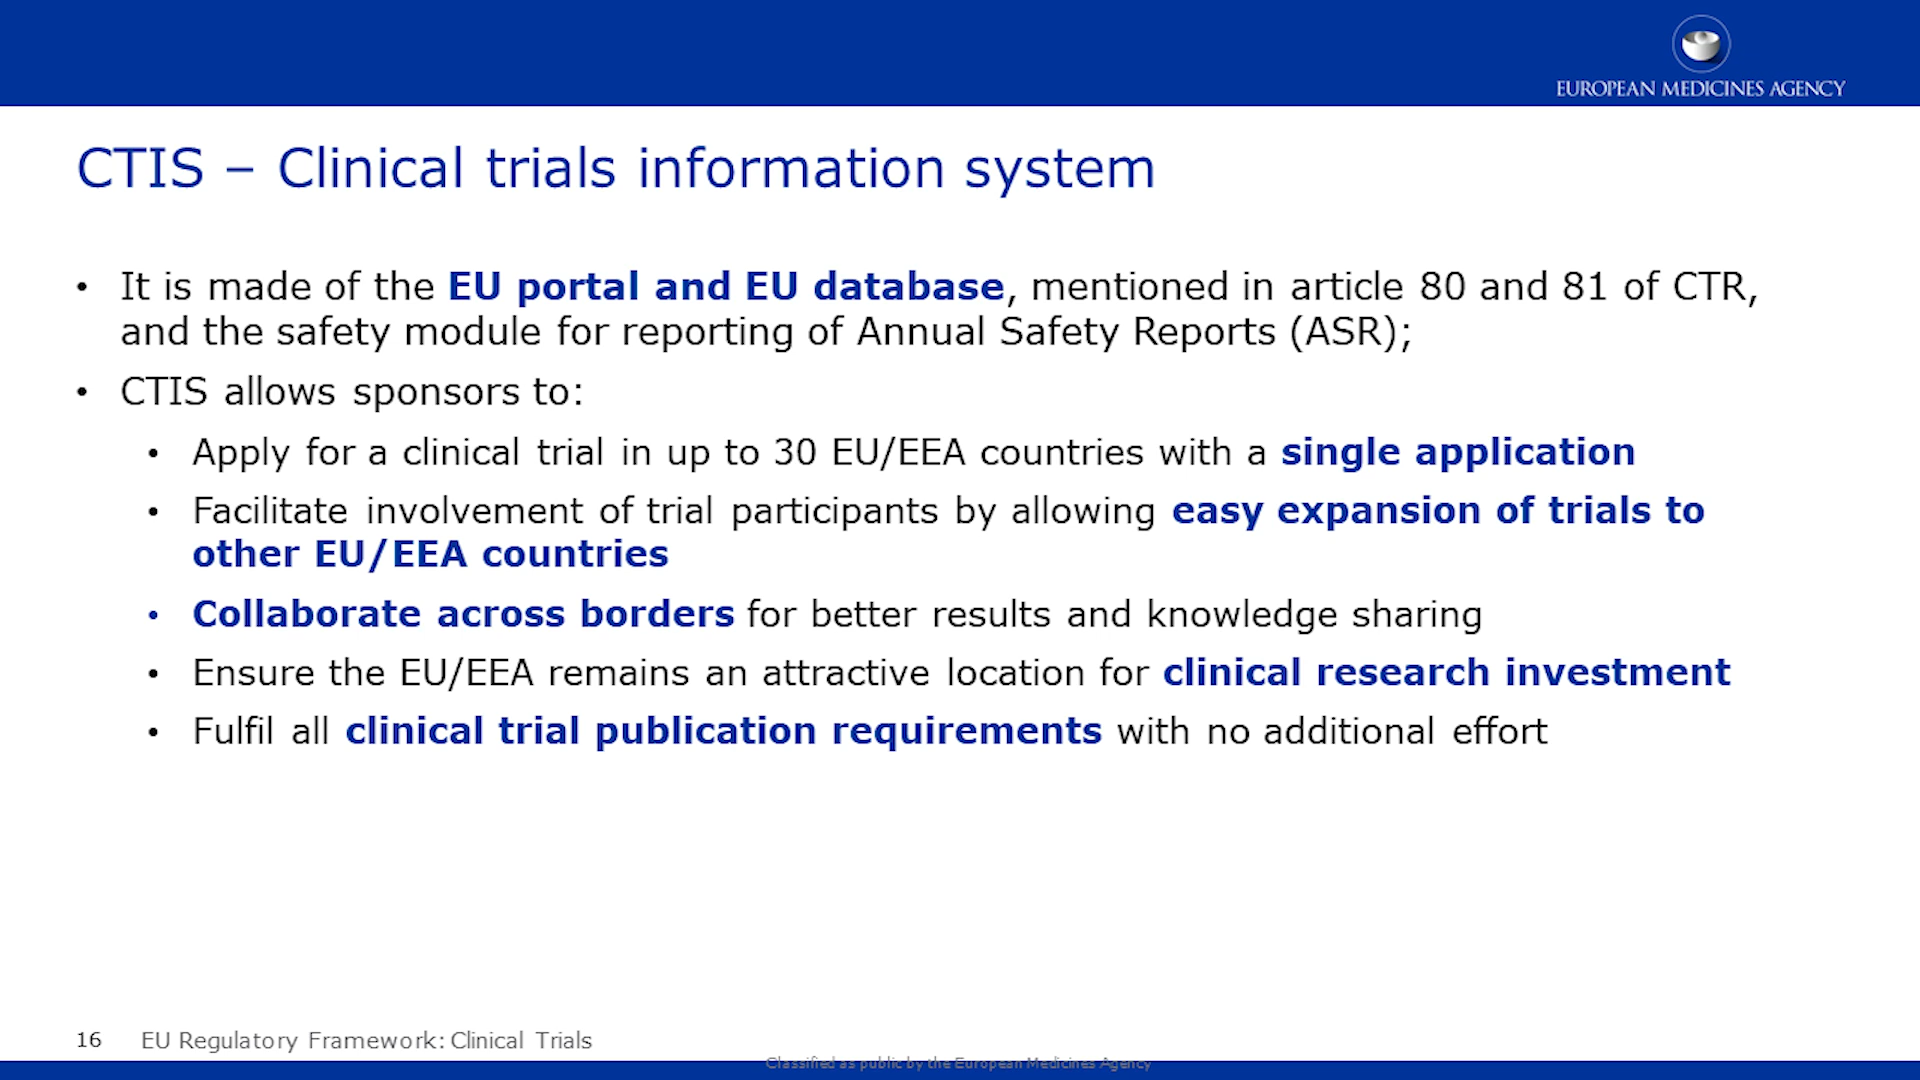 EUROPEAN MEDICINES AGENCY
CTIS – Clinical trials information system
• It is made of the EU portal and EU database, mentioned in article 80 and 81 of CTR,
and the safety module for reporting of Annual Safety Reports (ASR);
• CTIS allows sponsors to:
• Apply for a clinical trial in up to 30 EU/EEA countries with a single application
• Facilitate involvement of trial participants by allowing easy expansion of trials to
other EU/EEA countries
• Collaborate across borders for better results and knowledge sharing
• Ensure the EU/EEA remains an attractive location for clinical research investment
• Fulfil all clinical trial publication requirements with no additional effort
16 EU Regulatory Framework: Clinical Trials
Classified as public by the European Medicines Agency